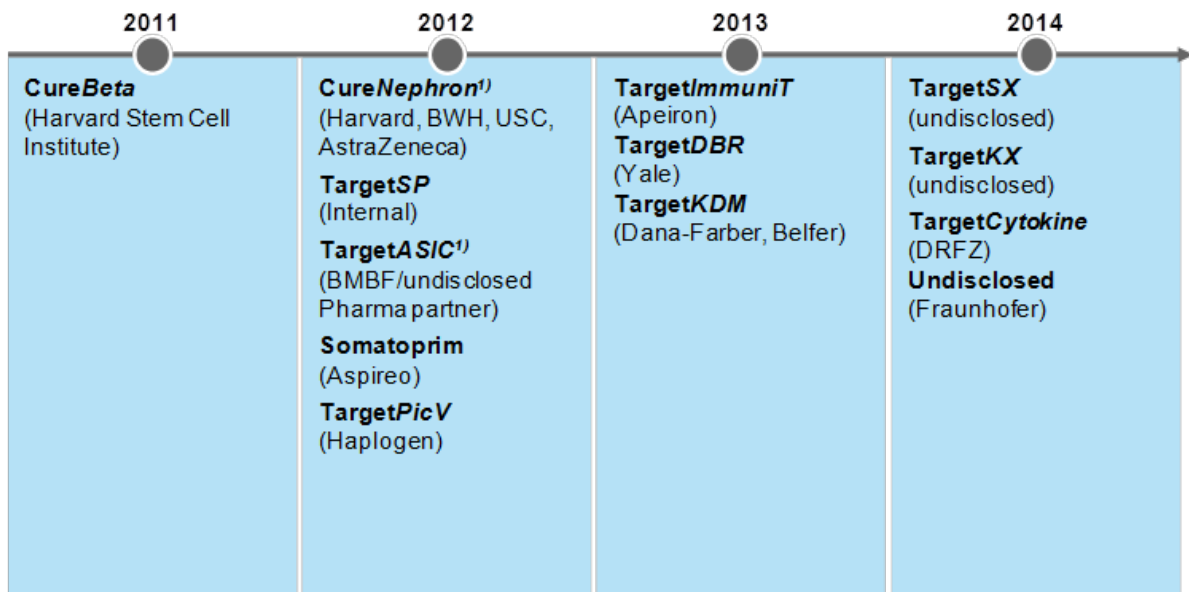 2011
2012
2013
2014
CureBeta
(Harvard Stem Cell
Institute)
CureNephron¹⁾
(Harvard, BWH, USC,
AstraZeneca)
TargetSP
(Internal)
TargetASIC¹⁾
(BMBF/undisclosed
Pharma partner)
Somatoprim
(Aspireo)
TargetPicV
(Haplogen)
TargetImmuniT
(Apeiron)
TargetDBR
(Yale)
TargetKDM
(Dana-Farber, Belfer)
TargetSX
(undisclosed)
TargetKX
(undisclosed)
TargetCytokine
(DRFZ)
Undisclosed
(Fraunhofer)